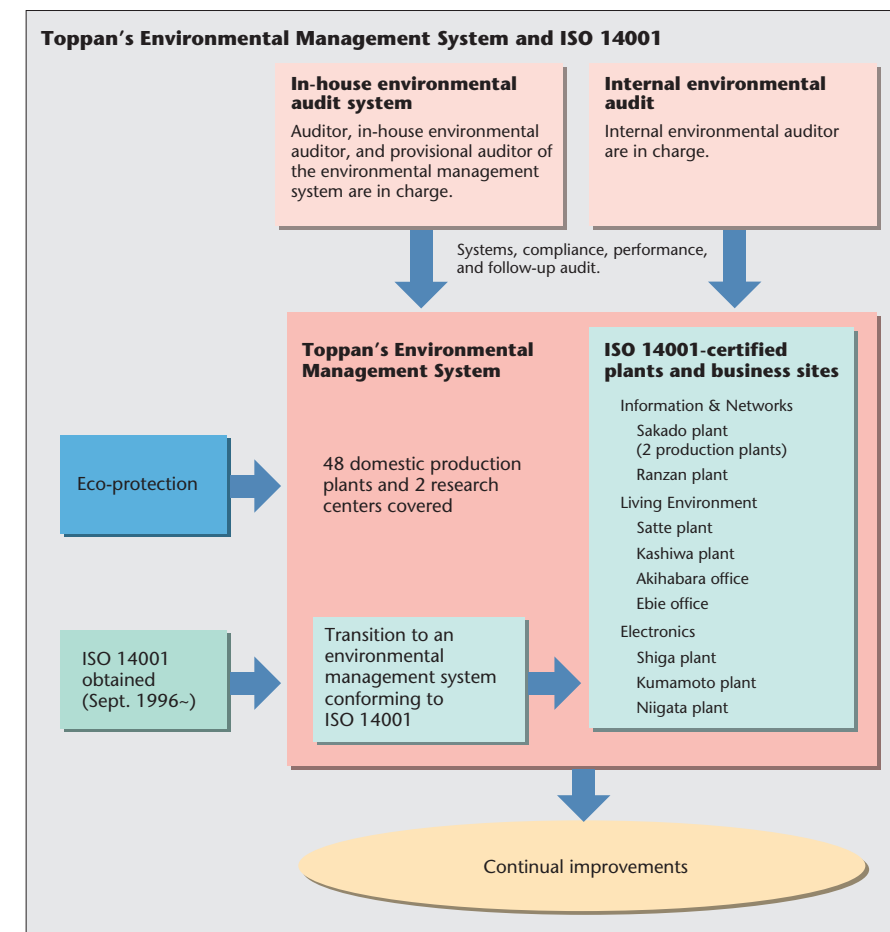 Toppan’s Environmental Management System and ISO 14001
In-house environmental
audit system
Auditor, in-house environmental
auditor, and provisional auditor of
the environmental management
system are in charge.
Internal environmental
audit
Internal environmental auditor
are in charge.
Systems, compliance, performance,
and follow-up audit.
Toppan’s Environmental
Management System
48 domestic production
plants and 2 research
centers covered
Eco-protection
ISO 14001
obtained
(Sept. 1996~)
Transition to an
environmental
management system
conforming to
ISO 14001
ISO 14001-certified
plants and business sites
Information & Networks
Sakado plant
(2 production plants)
Ranzan plant
Living Environment
Satte plant
Kashiwa plant
Akihabara office
Ebie office
Electronics
Shiga plant
Kumamoto plant
Niigata plant
Continual improvements